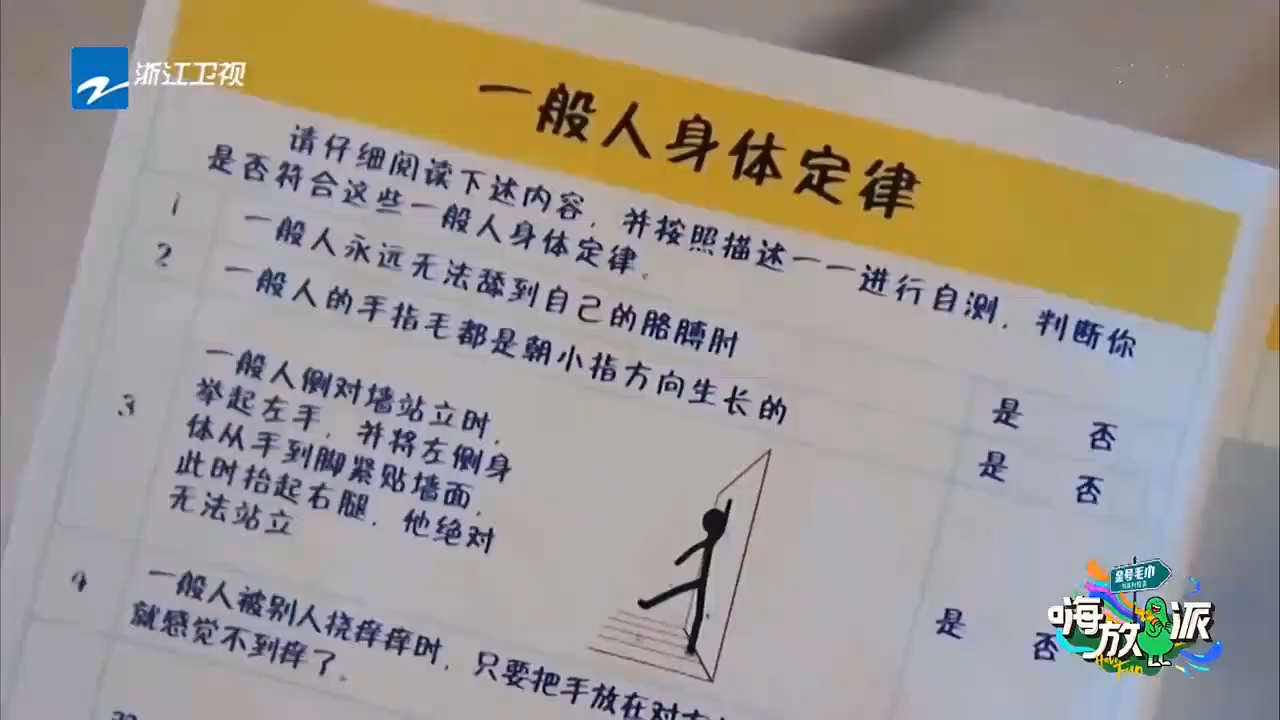 浙江卫视
一般人身体定律
请仔细阅读下述内容，并按照描述一一进行自测，判断你
是否符合这些一般人身体定律。
1 一般人永远无法舔到自己的胳膊肘 是 否
2 一般人的手指毛都是朝小指方向生长的 是 否
3 一般人侧对墙站立时，
举起左手，并将左侧身
体从手到脚紧贴墙面，
此时抬起右腿，他绝对
无法站立 是 否
4 一般人被别人挠痒痒时，只要把手放在对方
就感觉不到痒了。
金号毛巾
嗨放派
Have Fun